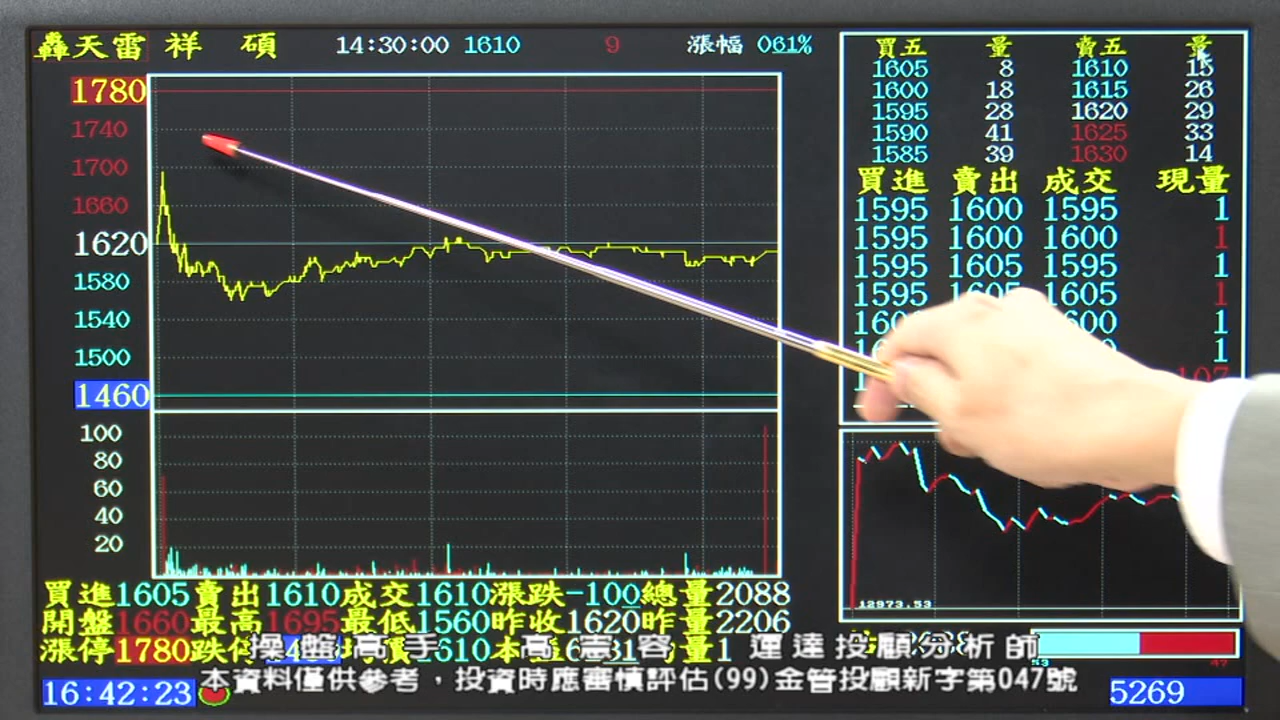 轟天雷 祥 碩 14:30:00 1610 9 漲幅 061%
買五 量 賣五 量
1605 8 1610 15
1600 18 1615 26
1595 28 1620 29
1590 41 1625 33
1585 39 1630 14
買進 賣出 成交 現量
1595 1600 1595 1
1595 1600 1600 1
1595 1605 1595 1
1595 1605 1605 1
1
1
107
1780
1740
1700
1660
1620
1580
1540
1500
1460
100
80
60
40
20
12973.53
買進1605賣出1610成交1610漲跌-100總量2088
開盤1660最高1695最低1560昨收1620昨量2206
漲停1780跌停
53 47
操盤高手 高憲容 運達投顧分析師
本資料僅供參考，投資時應審慎評估(99)金管投顧新字第047號
16:42:23 5269